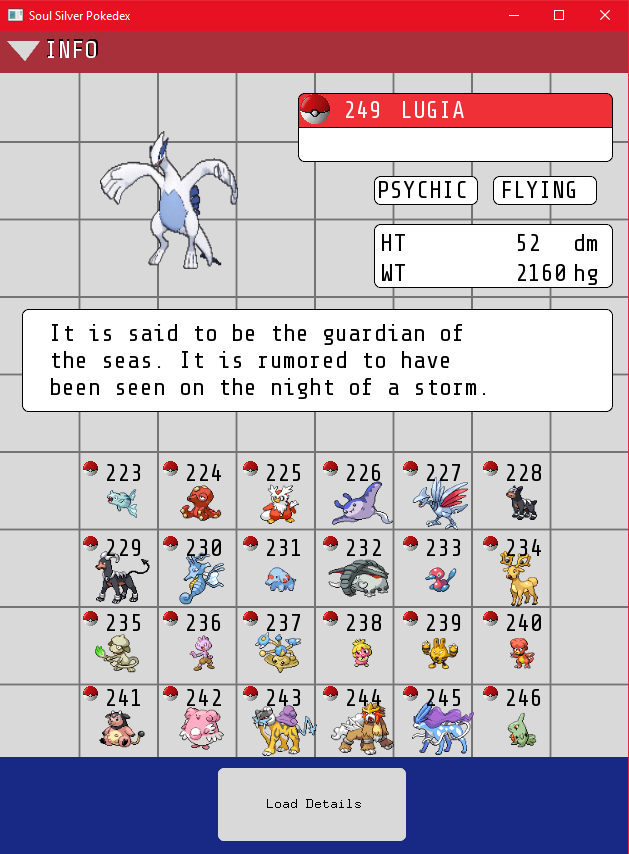 Soul Silver Pokedex
INFO
249 LUGIA
PSYCHIC FLYING
HT 52 dm
WT 2160 hg
It is said to be the guardian of
the seas. It is rumored to have
been seen on the night of a storm.
223 224 225 226 227 228
229 230 231 232 233 234
235 236 237 238 239 240
241 242 243 244 245 246
Load Details